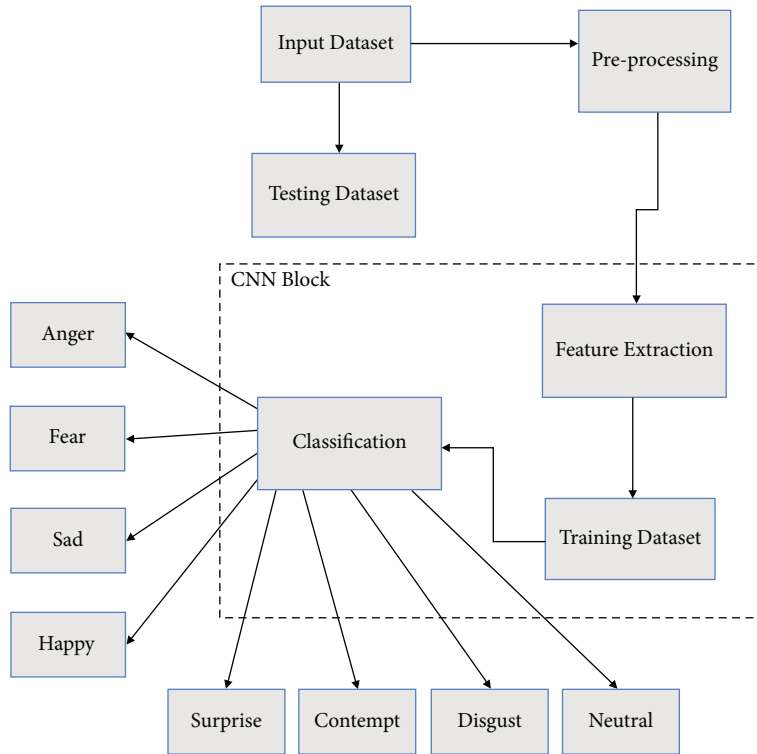 Input Dataset
Pre-processing
Testing Dataset
CNN Block
Anger
Feature Extraction
Fear
Classification
Sad
Training Dataset
Happy
Surprise
Contempt
Disgust
Neutral